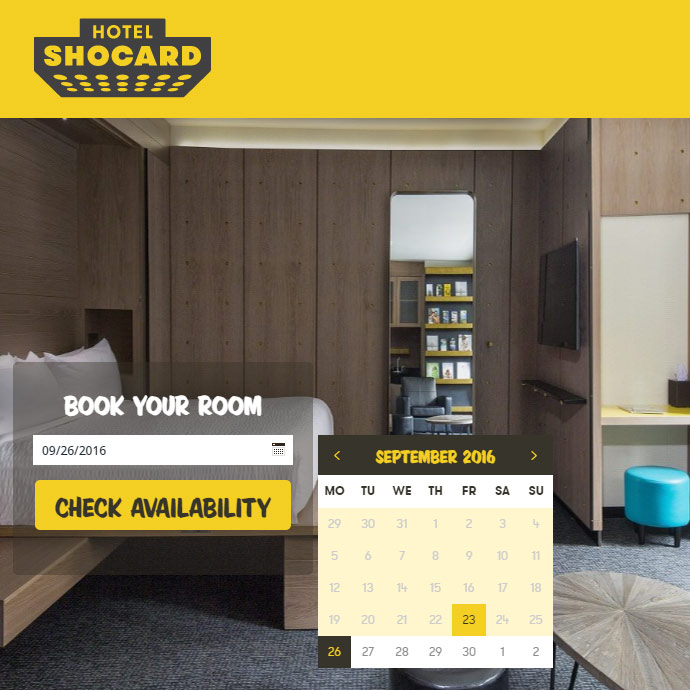 HOTEL
SHOCARD
BOOK YOUR ROOM
09/26/2016
CHECK AVAILABILITY
< SEPTEMBER 2016 >
MO TU WE TH FR SA SU
29 30 31 1 2 3 4
5 6 7 8 9 10 11
12 13 14 15 16 17 18
19 20 21 22 23 24 25
26 27 28 29 30 1 2